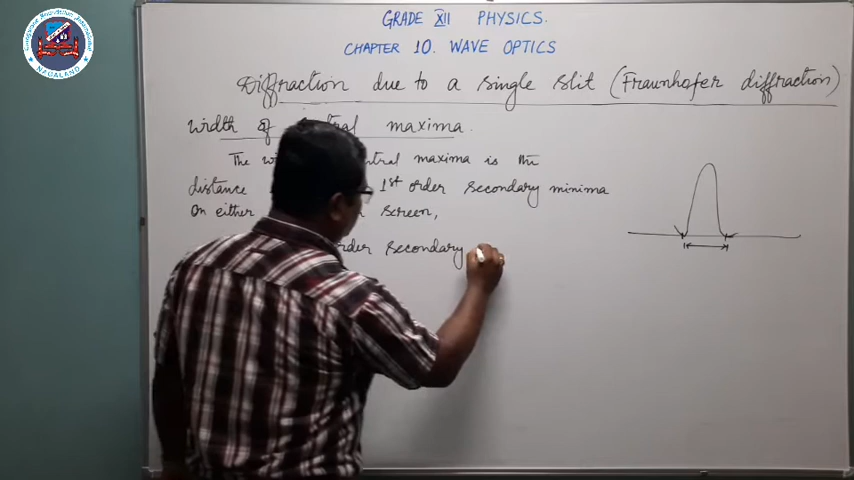 GRADE XII PHYSICS.
CHAPTER 10. WAVE OPTICS
Diffraction due to a single slit (Fraunhofer diffraction)
width of maxima.
The maxima is the
distance 1st order secondary minima
On either screen,
secondary
NAGALAND